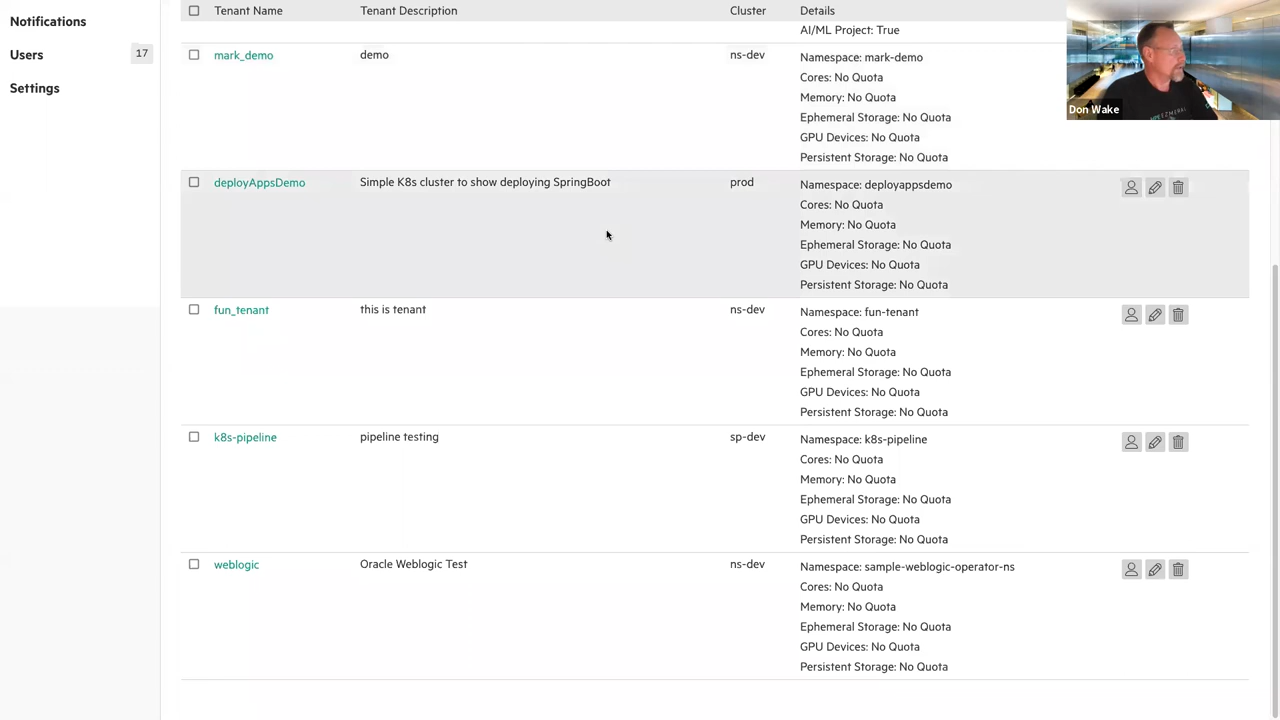 Notifications
Users 17
Settings
Tenant Name Tenant Description Cluster Details
AI/ML Project: True
mark_demo demo ns-dev Namespace: mark-demo
Cores: No Quota
Memory: No Quota
Ephemeral Storage: No Quota
GPU Devices: No Quota
Persistent Storage: No Quota
deployAppsDemo Simple K8s cluster to show deploying SpringBoot prod Namespace: deployappsdemo
Cores: No Quota
Memory: No Quota
Ephemeral Storage: No Quota
GPU Devices: No Quota
Persistent Storage: No Quota
fun_tenant this is tenant ns-dev Namespace: fun-tenant
Cores: No Quota
Memory: No Quota
Ephemeral Storage: No Quota
GPU Devices: No Quota
Persistent Storage: No Quota
k8s-pipeline pipeline testing sp-dev Namespace: k8s-pipeline
Cores: No Quota
Memory: No Quota
Ephemeral Storage: No Quota
GPU Devices: No Quota
Persistent Storage: No Quota
weblogic Oracle Weblogic Test ns-dev Namespace: sample-weblogic-operator-ns
Cores: No Quota
Memory: No Quota
Ephemeral Storage: No Quota
GPU Devices: No Quota
Persistent Storage: No Quota
Don Wake